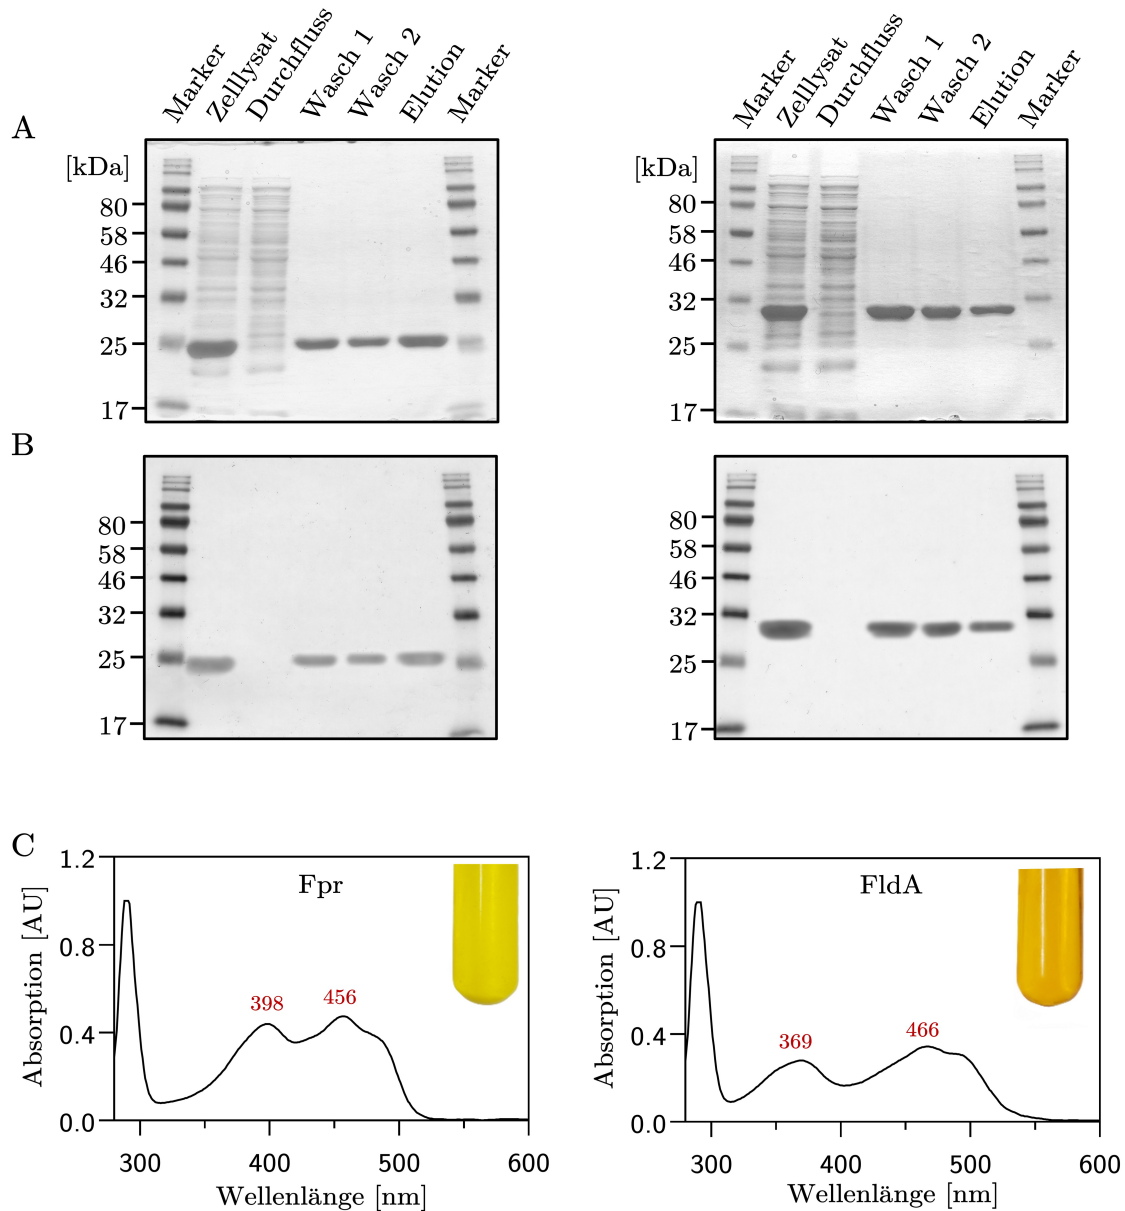 Marker Zelllysat Durchfluss Wasch 1 Wasch 2 Elution Marker
Marker Zelllysat Durchfluss Wasch 1 Wasch 2 Elution Marker
A
[kDa]
80
58
46
32
25
17
[kDa]
80
58
46
32
25
17
B
80
58
46
32
25
17
80
58
46
32
25
17
C
Fpr
398
456
1.2
0.8
0.4
0.0
Absorption [AU]
300 400 500 600
Wellenlänge [nm]
FldA
369
466
1.2
0.8
0.4
0.0
Absorption [AU]
300 400 500 600
Wellenlänge [nm]